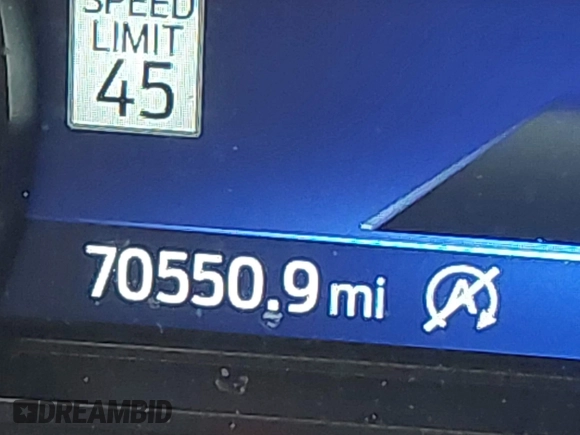 SPEED
LIMIT
45
70550.9 mi
A
DREAMBID